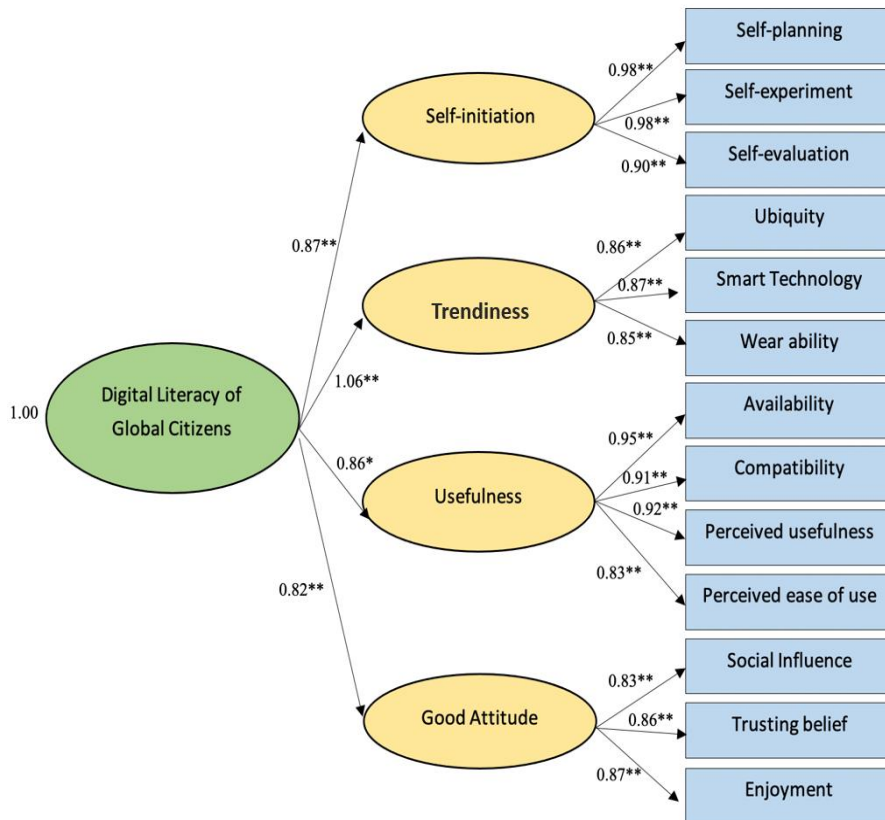 Self-planning
0.98**
Self-initiation
Self-experiment
0.98**
Self-evaluation
0.90**
Ubiquity
0.86**
0.87**
Smart Technology
0.87**
Trendiness
0.85**
Wear ability
1.06**
Digital Literacy of
Global Citizens
1.00
Availability
0.95**
0.86*
Compatibility
0.91**
Usefulness
0.92**
Perceived usefulness
0.83**
Perceived ease of use
0.82**
Social Influence
0.83**
Good Attitude
0.86**
Trusting belief
0.87**
Enjoyment